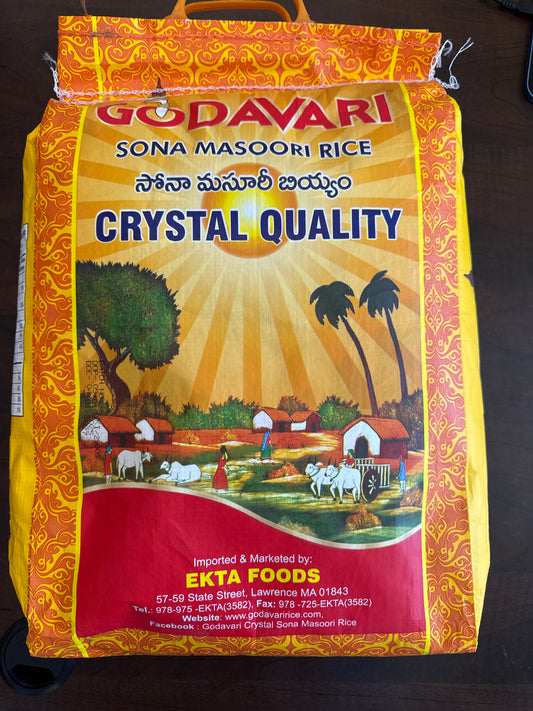 GODAVARI
SONA MASOORI RICE
సోనా మసూరీ బియ్యం
CRYSTAL QUALITY
Imported & Marketed by:
EKTA FOODS
57-59 State Street, Lawrence MA 01843
Tel.: 978-975 -EKTA(3582), Fax: 978 -725-EKTA(3582)
Website: www.godavaririce.com,
Facebook : Godavari Crystal Sona Masoori Rice